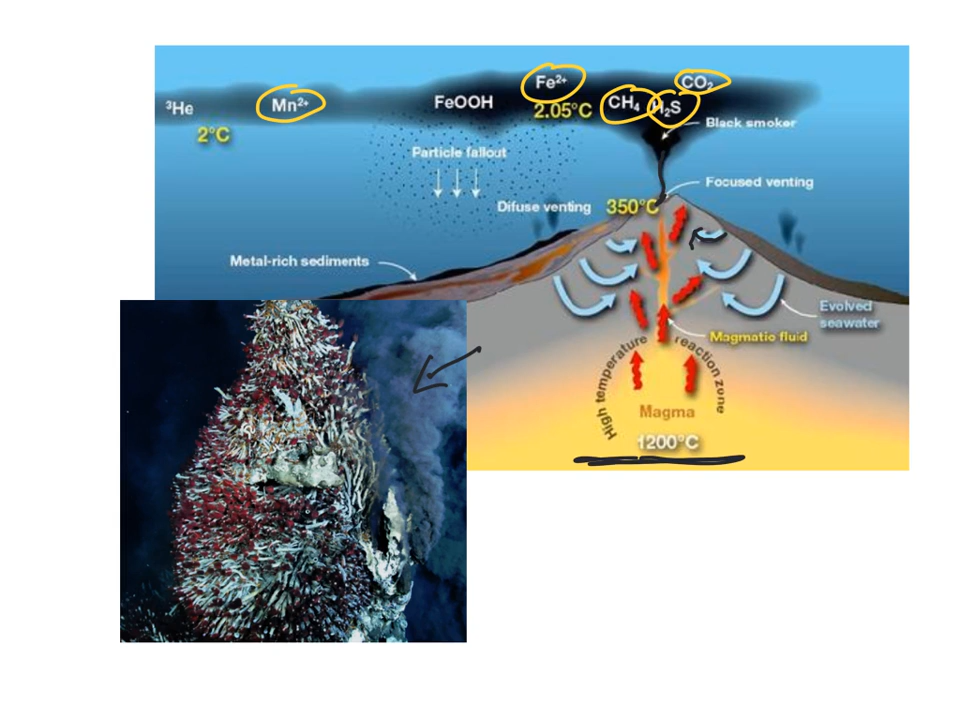 CO₂
Fe²⁺
³He
Mn²⁺
FeOOH
2.05°C
CH₄
H₂S
2°C
Black smoker
Particle fallout
Focused venting
Difuse venting
350°C
Metal-rich sediments
Evolved
seawater
Magmatic fluid
High temperature reaction zone
Magma
1200°C